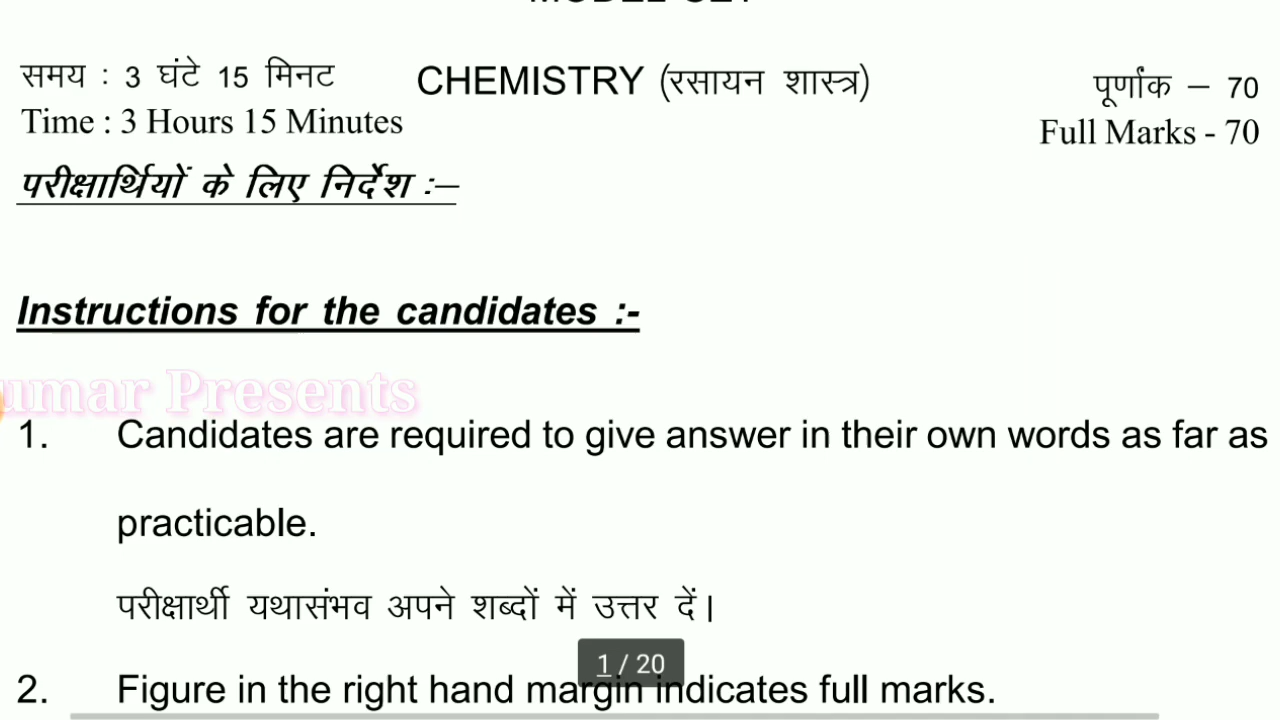 MODEL SET
समय : 3 घंटे 15 मिनट
CHEMISTRY (रसायन शास्त्र)
पूर्णांक – 70
Time : 3 Hours 15 Minutes
Full Marks - 70
परीक्षार्थियों के लिए निर्देश :–
Instructions for the candidates :-
umar Presents
1. Candidates are required to give answer in their own words as far as
practicable.
परीक्षार्थी यथासंभव अपने शब्दों में उत्तर दें।
1 / 20
2. Figure in the right hand margin indicates full marks.